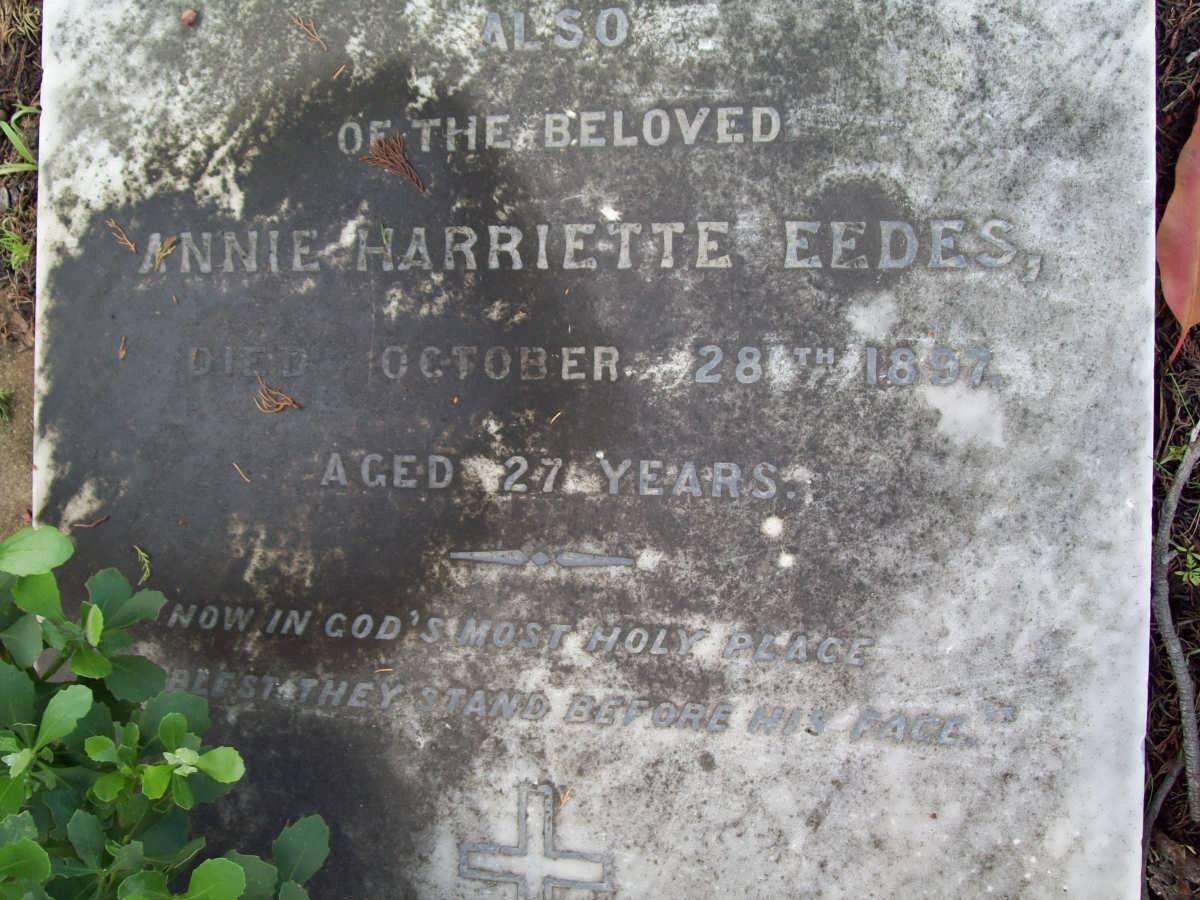 ALSO
OF THE BELOVED
ANNIE HARRIETTE EEDES,
DIED OCTOBER 28TH 1897.
AGED 27 YEARS.
NOW IN GOD'S MOST HOLY PLACE
BLEST THEY STAND BEFORE HIS FACE."